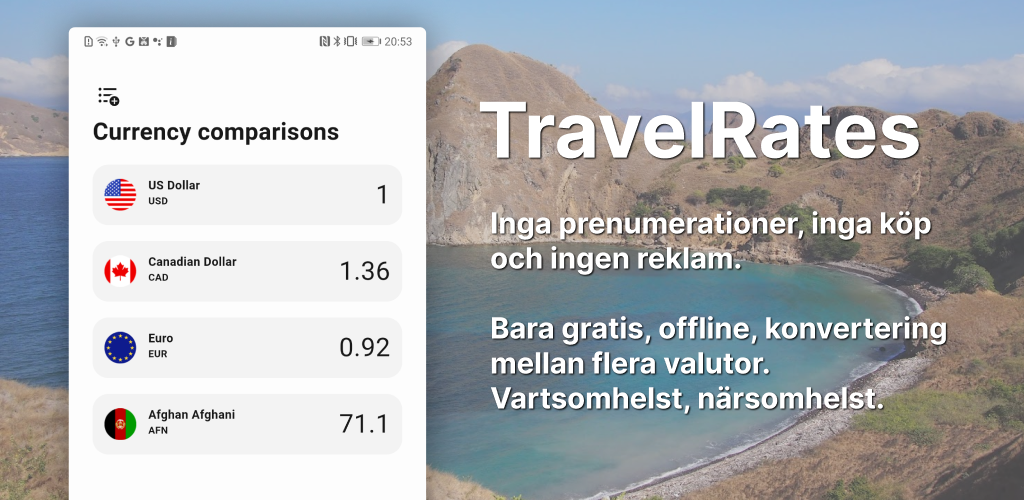 20:53
Currency comparisons
US Dollar
USD
1
Canadian Dollar
CAD
1.36
Euro
EUR
0.92
Afghan Afghani
AFN
71.1
TravelRates
Inga prenumerationer, inga köp
och ingen reklam.
Bara gratis, offline, konvertering
mellan flera valutor.
Vartsomhelst, närsomhelst.